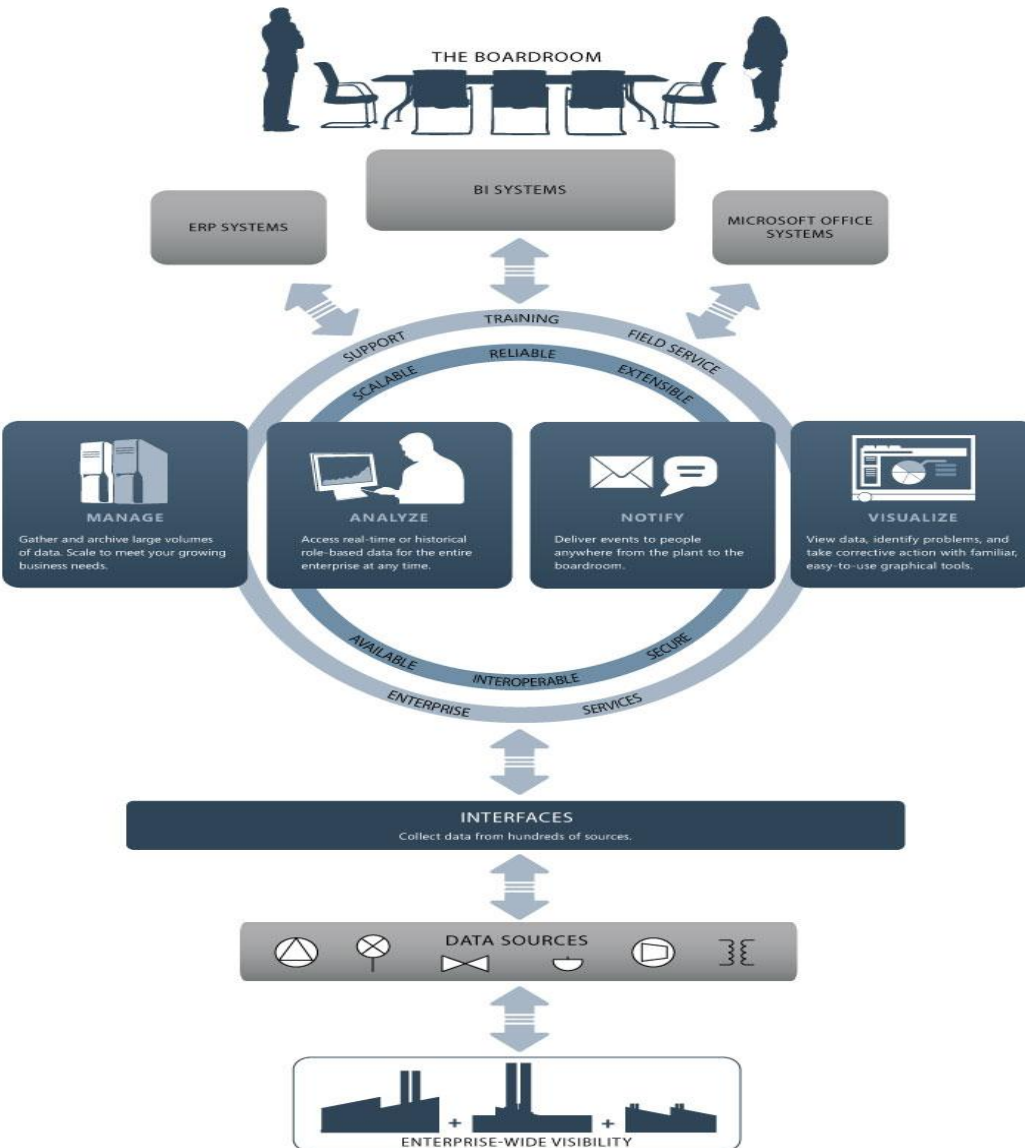 THE BOARDROOM
BI SYSTEMS
ERP SYSTEMS
MICROSOFT OFFICE
SYSTEMS
SUPPORT
TRAINING
FIELD SERVICE
SCALABLE
RELIABLE
EXTENSIBLE
MANAGE
Gather and archive large volumes
of data. Scale to meet your growing
business needs.
ANALYZE
Access real-time or historical
role-based data for the entire
enterprise at any time.
NOTIFY
Deliver events to people
anywhere from the plant to the
boardroom.
VISUALIZE
View data, identify problems, and
take corrective action with familiar,
easy-to-use graphical tools.
AVAILABLE
INTEROPERABLE
SECURE
ENTERPRISE
SERVICES
INTERFACES
Collect data from hundreds of sources.
DATA SOURCES
+ +
ENTERPRISE-WIDE VISIBILITY